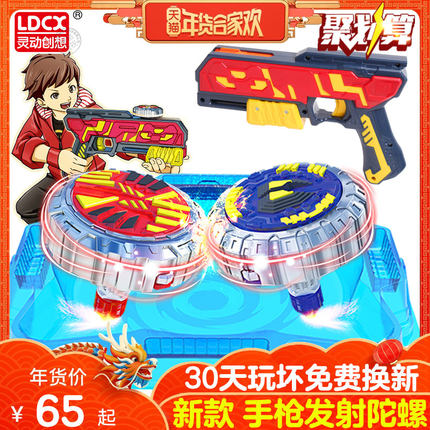 LDCX
灵动创想
天猫 年货合家欢
聚划算
年货价
¥65起
30天玩坏免费换新
新款 手枪发射陀螺